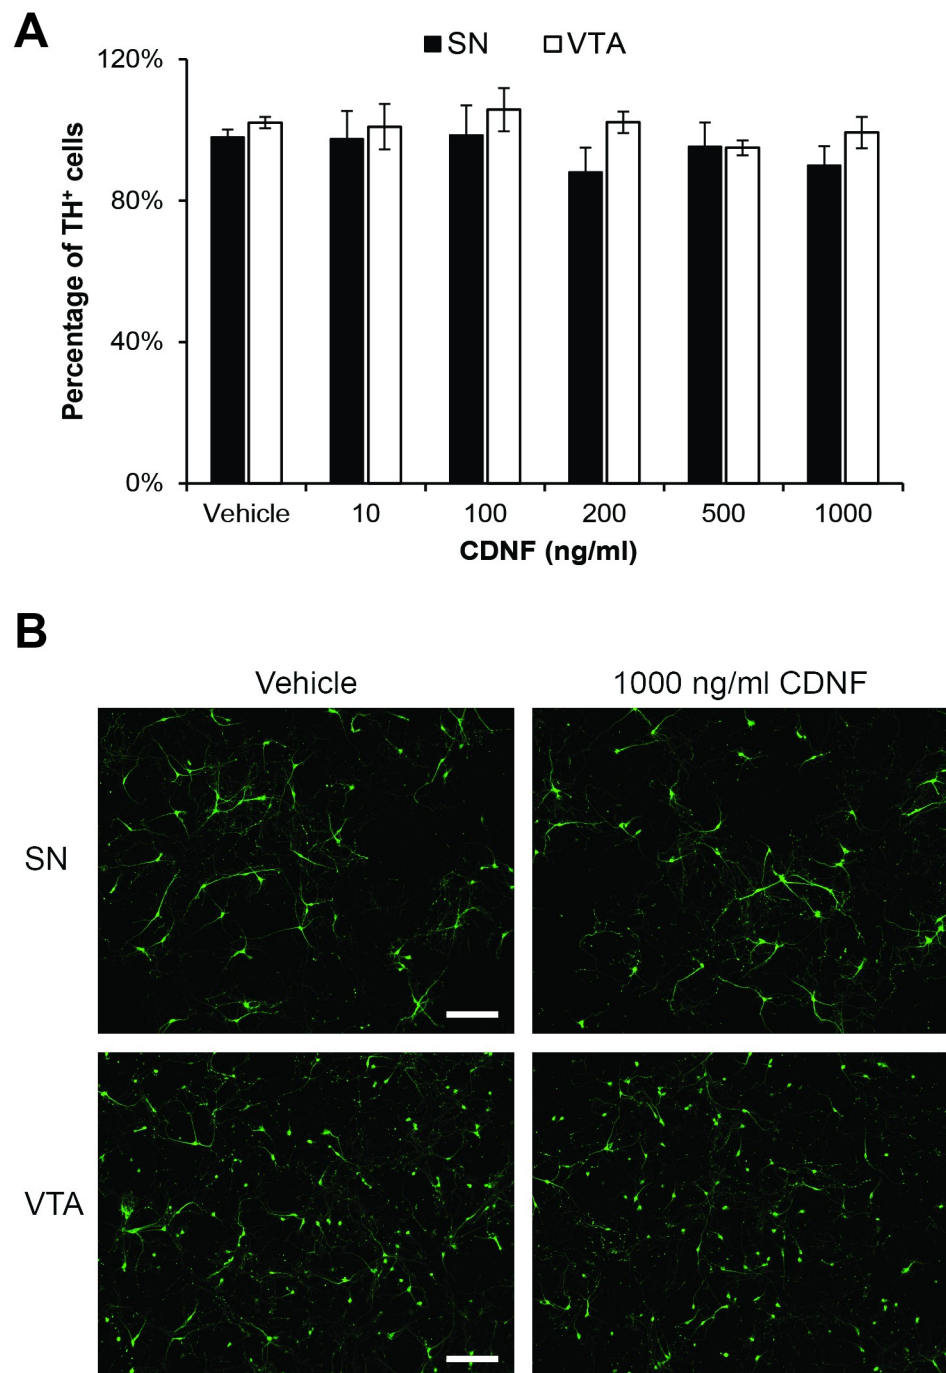 A
SN VTA
120%
80%
40%
0%
Percentage of TH⁺ cells
Vehicle 10 100 200 500 1000
CDNF (ng/ml)
B
Vehicle 1000 ng/ml CDNF
SN
VTA